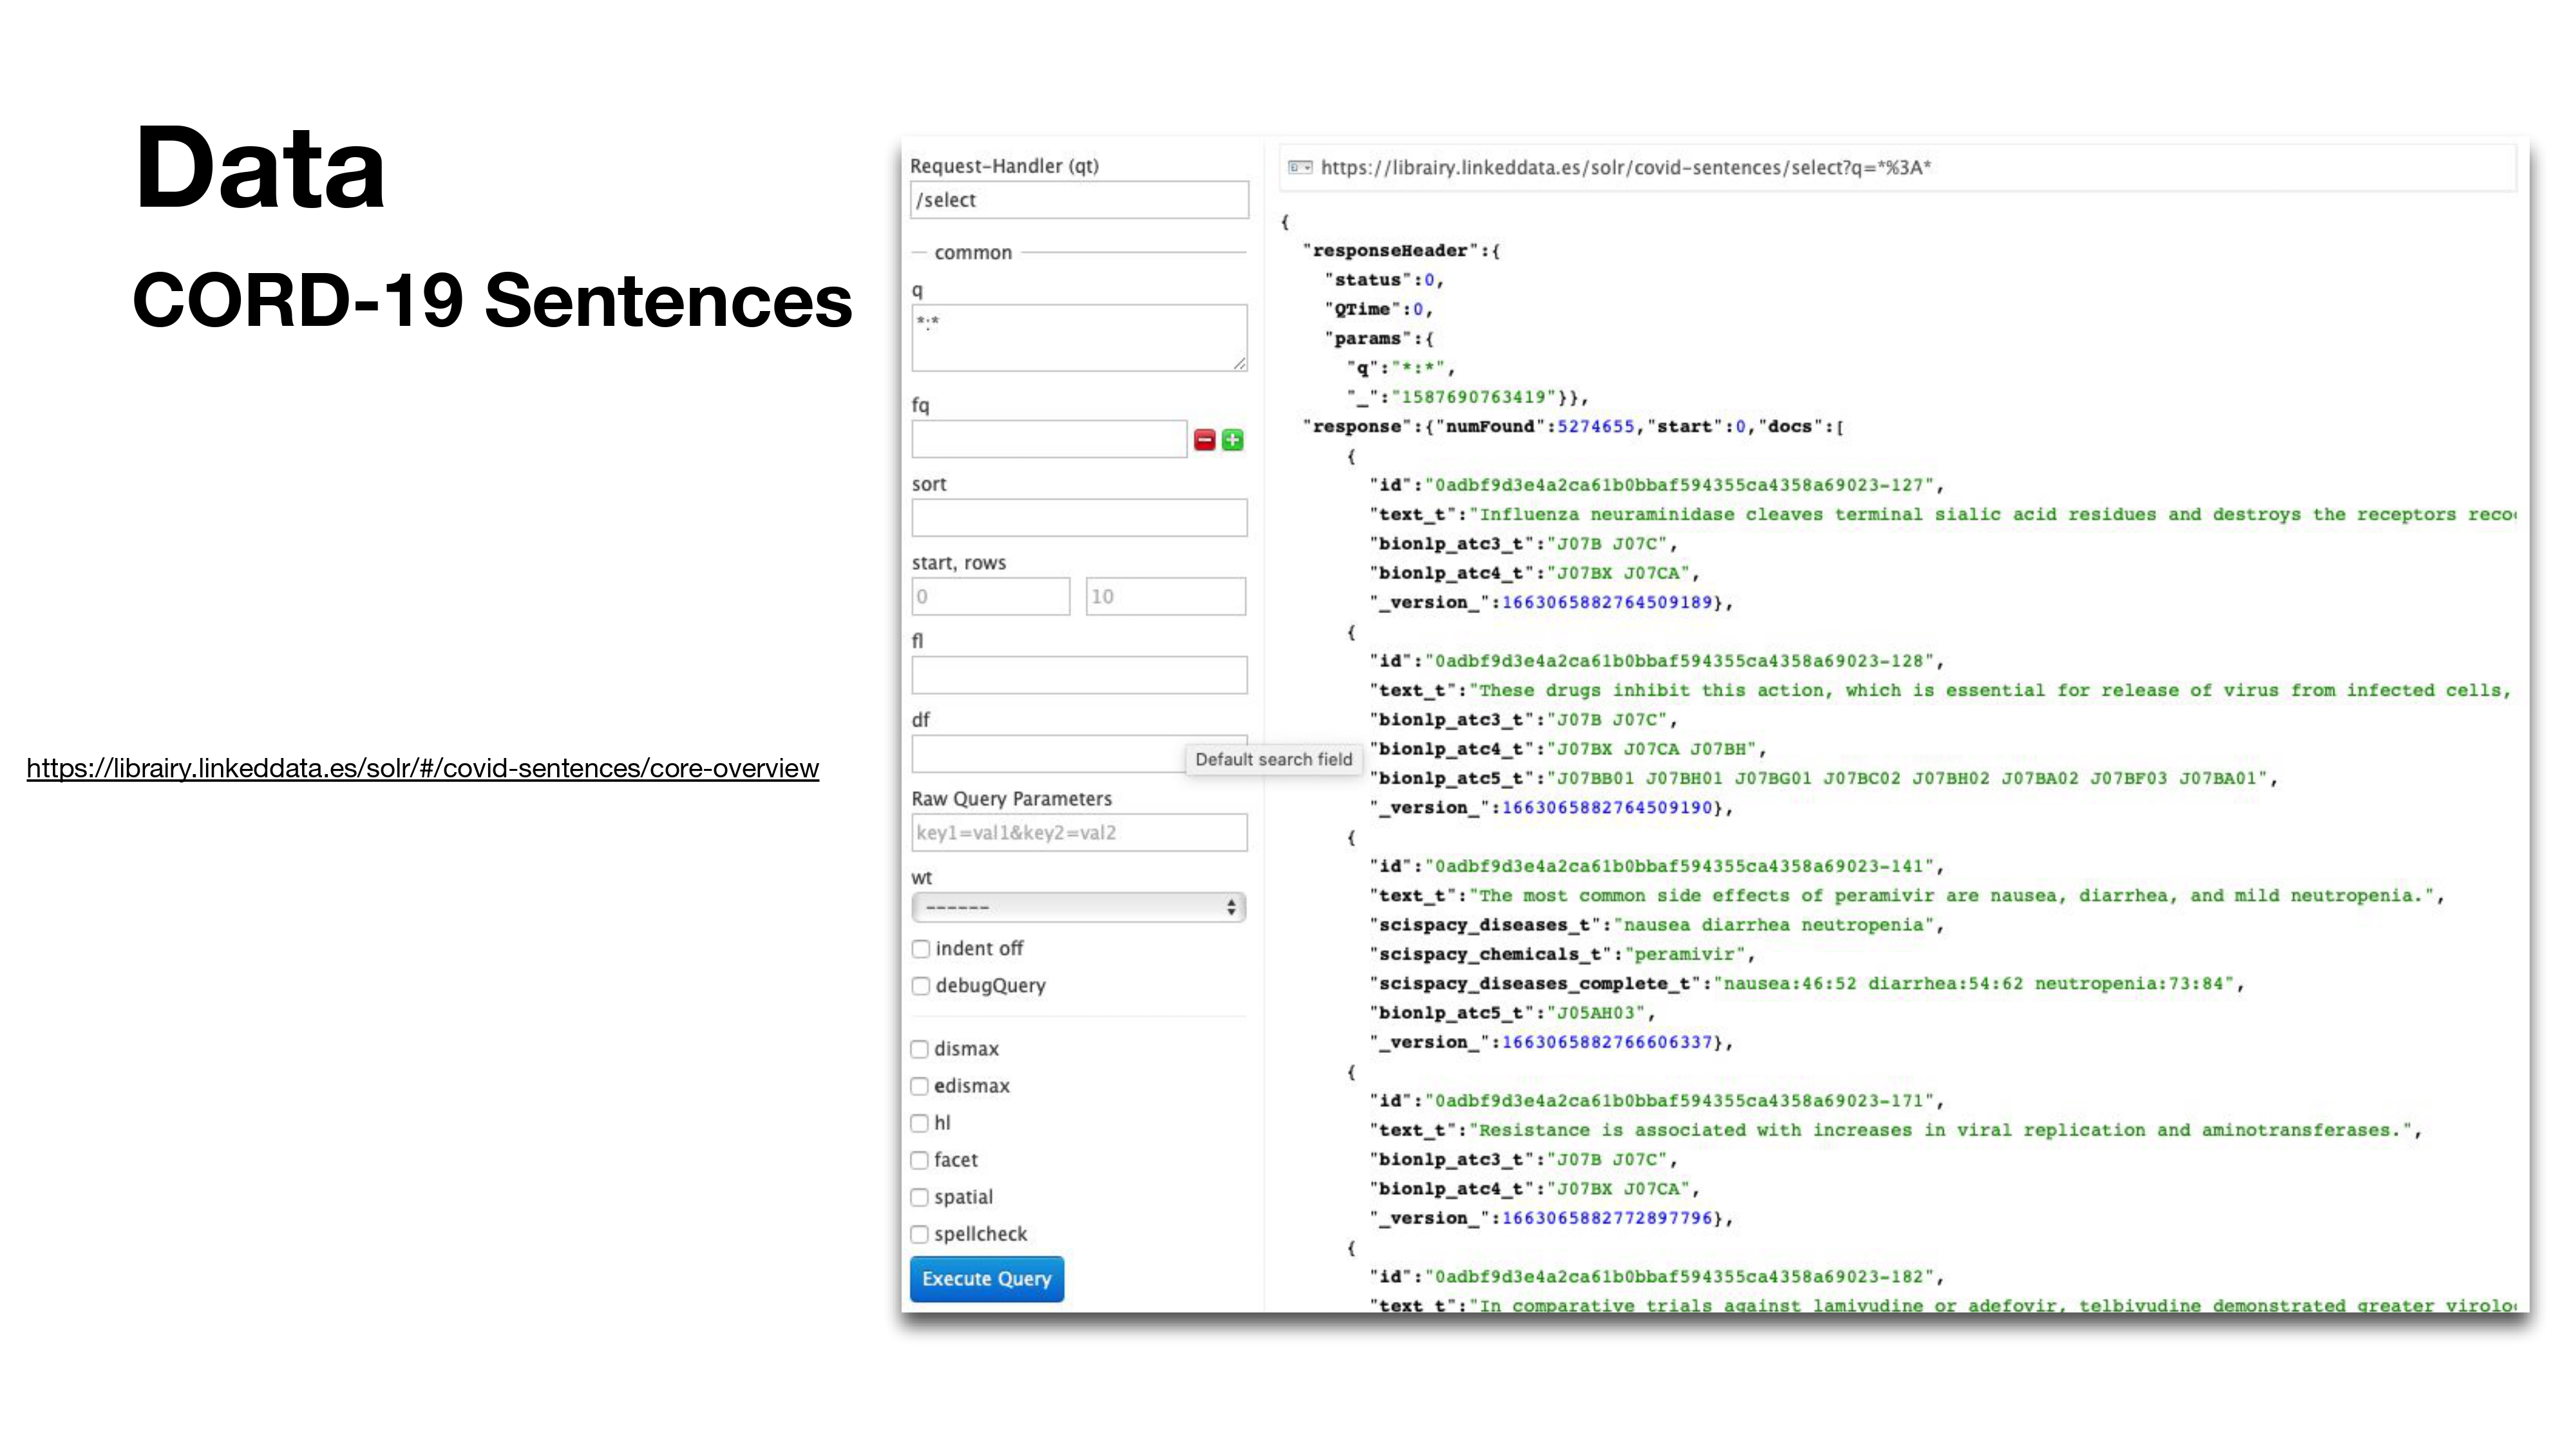 Data
CORD-19 Sentences
https://librairy.linkeddata.es/solr/#/covid-sentences/core-overview
Request-Handler (qt)
/select
common
q
*:*
fq
sort
start, rows
0 10
fl
df
Default search field
Raw Query Parameters
key1=val1&key2=val2
wt
------
indent off
debugQuery
dismax
edismax
hl
facet
spatial
spellcheck
Execute Query
https://librairy.linkeddata.es/solr/covid-sentences/select?q=*%3A*
{
"responseHeader":{
"status":0,
"QTime":0,
"params":{
"q":"*:*",
"_":"1587690763419"}},
"response":{"numFound":5274655,"start":0,"docs":[
{
"id":"0adbf9d3e4a2ca61b0bbaf594355ca4358a69023-127",
"text_t":"Influenza neuraminidase cleaves terminal sialic acid residues and destroys the receptors
"bionlp_atc3_t":"J07B J07C",
"bionlp_atc4_t":"J07BX J07CA",
"_version_":1663065882764509189},
{
"id":"0adbf9d3e4a2ca61b0bbaf594355ca4358a69023-128",
"text_t":"These drugs inhibit this action, which is essential for release of virus from infected cells,
"bionlp_atc3_t":"J07B J07C",
"bionlp_atc4_t":"J07BX J07CA J07BH",
"bionlp_atc5_t":"J07BB01 J07BH01 J07BG01 J07BC02 J07BH02 J07BA02 J07BF03 J07BA01",
"_version_":1663065882764509190},
{
"id":"0adbf9d3e4a2ca61b0bbaf594355ca4358a69023-141",
"text_t":"The most common side effects of peramivir are nausea, diarrhea, and mild neutropenia.",
"scispacy_diseases_t":"nausea diarrhea neutropenia",
"scispacy_chemicals_t":"peramivir",
"scispacy_diseases_complete_t":"nausea:46:52 diarrhea:54:62 neutropenia:73:84",
"bionlp_atc5_t":"J05AH03",
"_version_":1663065882766606337},
{
"id":"0adbf9d3e4a2ca61b0bbaf594355ca4358a69023-171",
"text_t":"Resistance is associated with increases in viral replication and aminotransferases.",
"bionlp_atc3_t":"J07B J07C",
"bionlp_atc4_t":"J07BX J07CA",
"_version_":1663065882772897796},
{
"id":"0adbf9d3e4a2ca61b0bbaf594355ca4358a69023-182",
"text_t":"In comparative trials against lamivudine or adefovir, telbivudine demonstrated greater